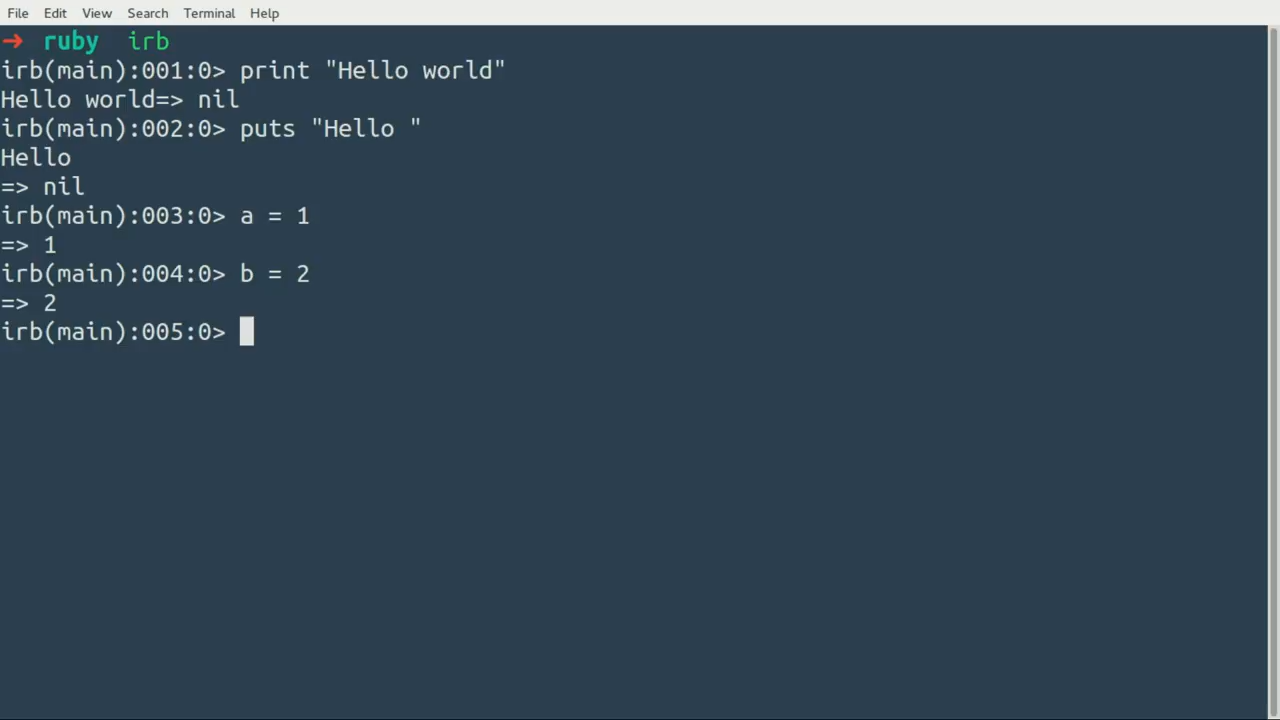 File Edit View Search Terminal Help
➜ ruby irb
irb(main):001:0> print "Hello world"
Hello world=> nil
irb(main):002:0> puts "Hello "
Hello
=> nil
irb(main):003:0> a = 1
=> 1
irb(main):004:0> b = 2
=> 2
irb(main):005:0>